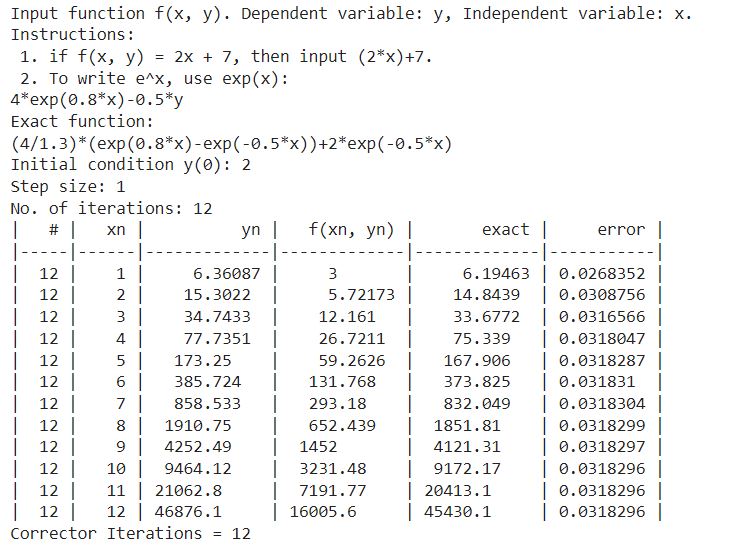 Input function f(x, y). Dependent variable: y, Independent variable: x.
Instructions:
1. if f(x, y) = 2x + 7, then input (2*x)+7.
2. To write e^x, use exp(x):
4*exp(0.8*x)-0.5*y
Exact function:
(4/1.3)*(exp(0.8*x)-exp(-0.5*x))+2*exp(-0.5*x)
Initial condition y(0): 2
Step size: 1
No. of iterations: 12
| # | xn | yn | f(xn, yn) | exact | error |
|-----|------|-------------|-------------|-------------|-----------|
| 12 | 1 | 6.36087 | 3 | 6.19463 | 0.0268352 |
| 12 | 2 | 15.3022 | 5.72173 | 14.8439 | 0.0308756 |
| 12 | 3 | 34.7433 | 12.161 | 33.6772 | 0.0316566 |
| 12 | 4 | 77.7351 | 26.7211 | 75.339 | 0.0318047 |
| 12 | 5 | 173.25 | 59.2626 | 167.906 | 0.0318287 |
| 12 | 6 | 385.724 | 131.768 | 373.825 | 0.031831 |
| 12 | 7 | 858.533 | 293.18 | 832.049 | 0.0318304 |
| 12 | 8 | 1910.75 | 652.439 | 1851.81 | 0.0318299 |
| 12 | 9 | 4252.49 | 1452 | 4121.31 | 0.0318297 |
| 12 | 10 | 9464.12 | 3231.48 | 9172.17 | 0.0318296 |
| 12 | 11 | 21062.8 | 7191.77 | 20413.1 | 0.0318296 |
| 12 | 12 | 46876.1 | 16005.6 | 45430.1 | 0.0318296 |
Corrector Iterations = 12